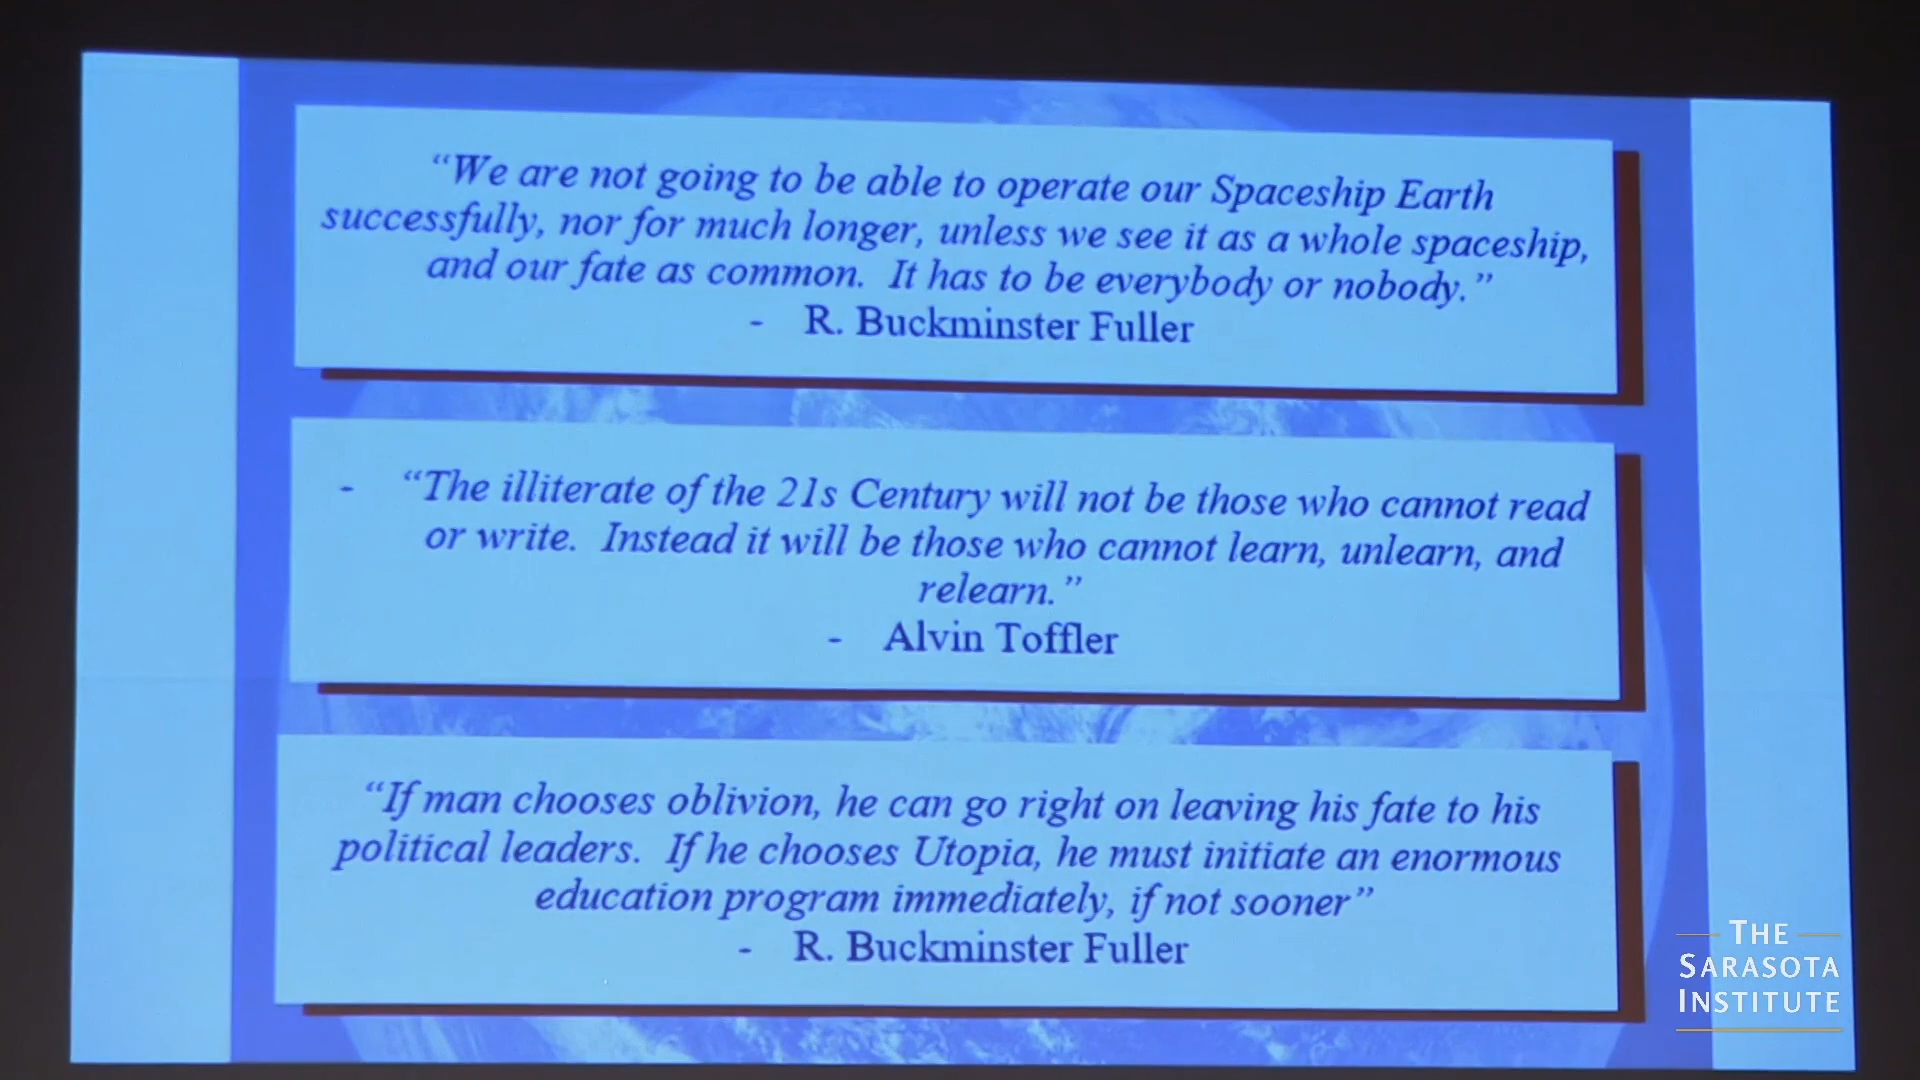 “We are not going to be able to operate our Spaceship Earth
successfully, nor for much longer, unless we see it as a whole spaceship,
and our fate as common.  It has to be everybody or nobody.”
- R. Buckminster Fuller
- “The illiterate of the 21s Century will not be those who cannot read
or write.  Instead it will be those who cannot learn, unlearn, and
relearn.”
- Alvin Toffler
“If man chooses oblivion, he can go right on leaving his fate to his
political leaders.  If he chooses Utopia, he must initiate an enormous
education program immediately, if not sooner”
- R. Buckminster Fuller
THE
SARASOTA
INSTITUTE